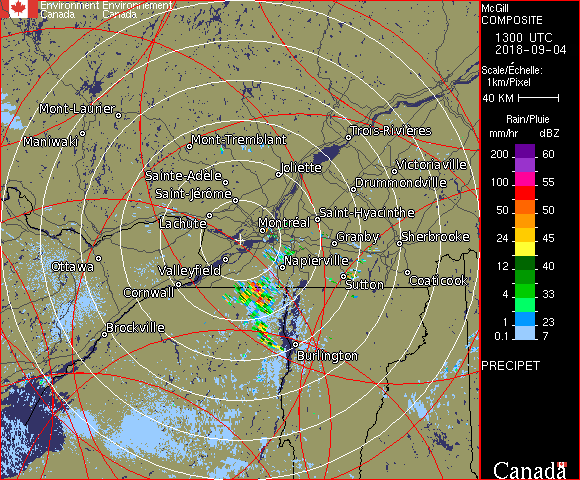 Environment Environnement
Canada Canada
McGill
COMPOSITE
1300 UTC
2018-09-04
Scale/Échelle:
1km/Pixel
40 KM
Rain/Pluie
mm/hr dBZ
200 60
100 55
50 50
24 45
12 40
4 33
1 23
0.1 7
PRECIPET
Canada
Mont-Laurier
Maniwaki
Mont-Tremblant
Trois-Rivières
Sainte-Adèle
Joliette
Victoriaville
Saint-Jérôme
Drummondville
Lachute
Montréal
Saint-Hyacinthe
Granby
Sherbrooke
Ottawa
Valleyfield
Napierville
Cornwall
Sutton
Coaticook
Brockville
Burlington